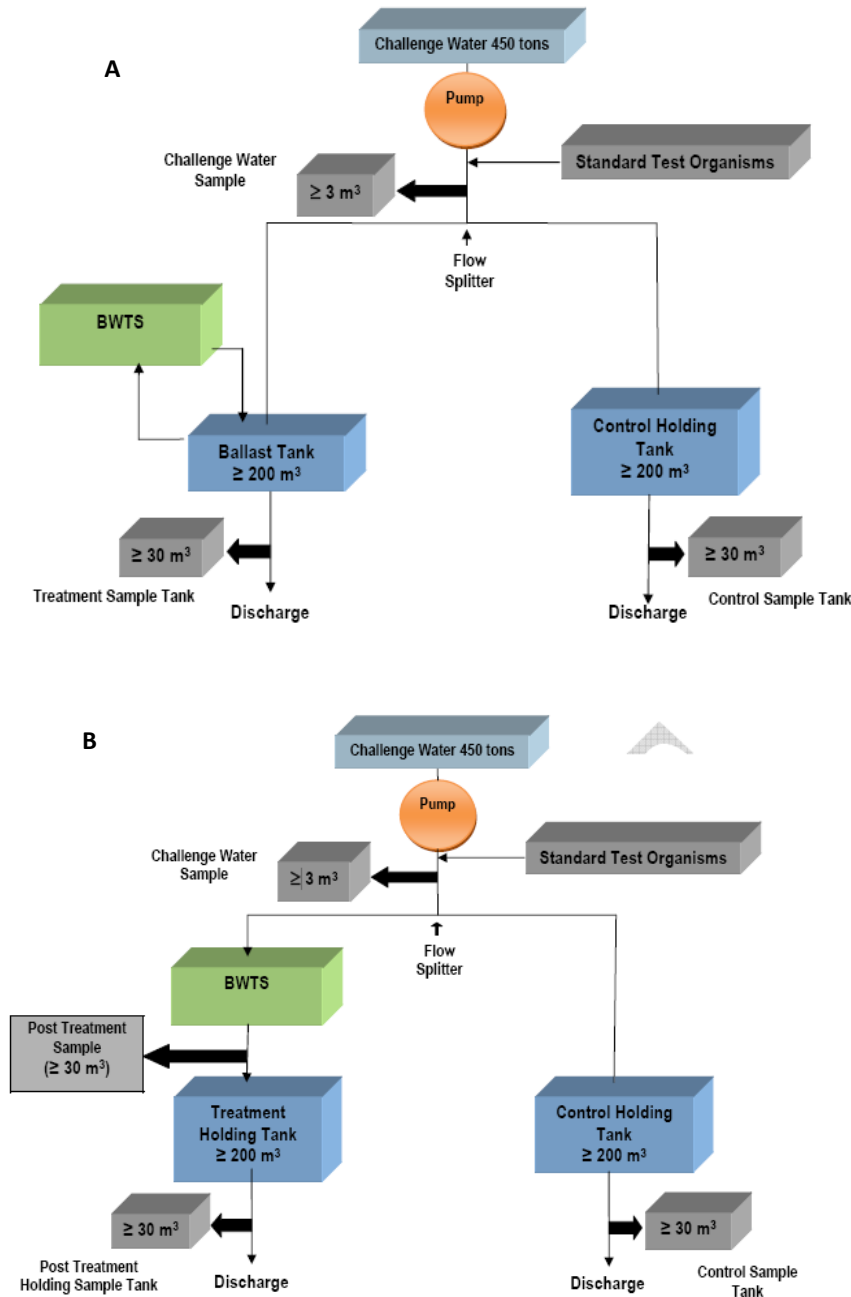 A
Challenge Water 450 tons
Pump
Challenge Water
Sample
≥ 3 m³
Standard Test Organisms
Flow
Splitter
BWTS
Ballast Tank
≥ 200 m³
Control Holding
Tank
≥ 200 m³
≥ 30 m³
Treatment Sample Tank
Discharge
≥ 30 m³
Control Sample Tank
Discharge
B
Challenge Water 450 tons
Pump
Challenge Water
Sample
≥ 3 m³
Standard Test Organisms
Flow
Splitter
BWTS
Post Treatment
Sample
(≥ 30 m³)
Treatment
Holding Tank
≥ 200 m³
Control Holding
Tank
≥ 200 m³
≥ 30 m³
Post Treatment
Holding Sample Tank
Discharge
≥ 30 m³
Control Sample
Tank
Discharge